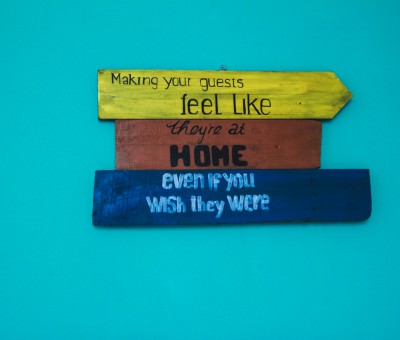 Making your guests
feel Like
they're at
HOME
even if you
WISH they WERE